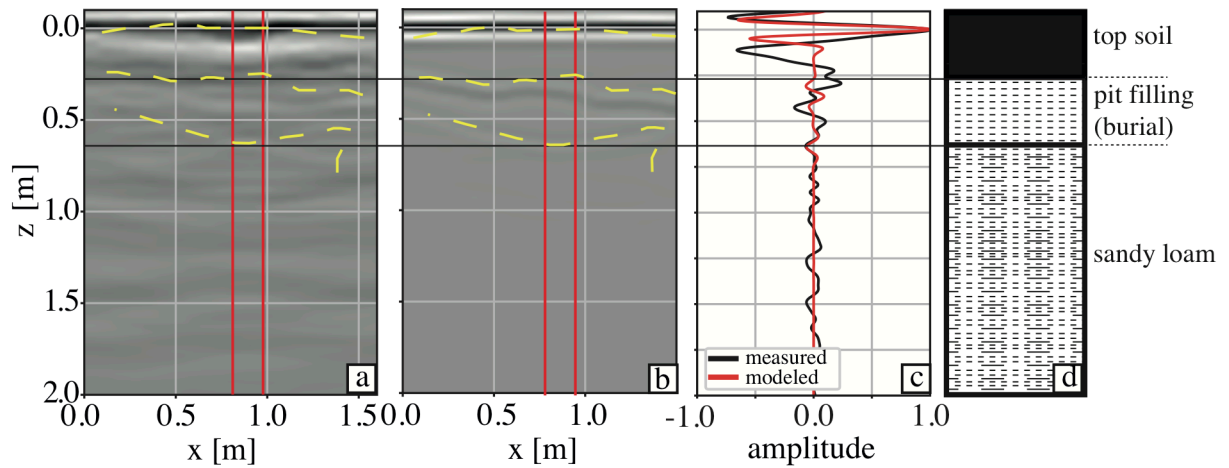 0.0
0.5
1.0
1.5
2.0
z [m]
0.0 0.5 1.0 1.50
x [m]
a
0.0 0.5 1.0
x [m]
b
-1.0 0.0 1.0
amplitude
measured
modeled
c
d
top soil
pit filling
(burial)
sandy loam